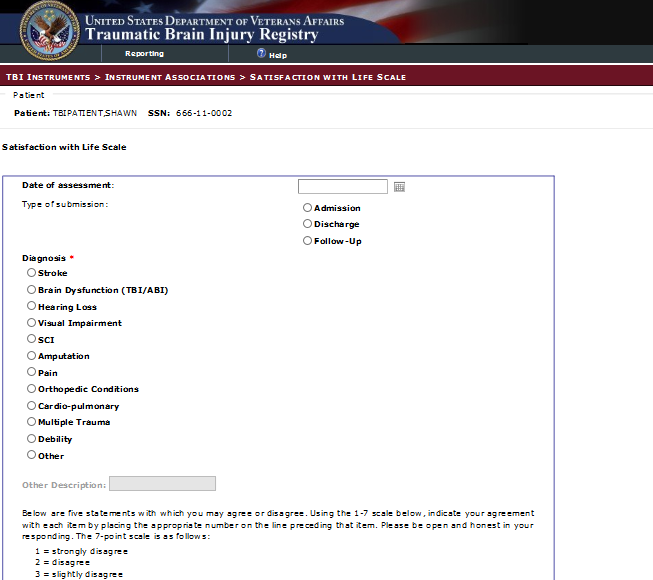 UNITED STATES DEPARTMENT OF VETERANS AFFAIRS
Traumatic Brain Injury Registry
Reporting
? Help
TBI INSTRUMENTS > INSTRUMENT ASSOCIATIONS > SATISFACTION WITH LIFE SCALE
Patient
Patient: TBIPATIENT,SHAWN SSN: 666-11-0002
Satisfaction with Life Scale
Date of assessment:
Type of submission:
Admission
Discharge
Follow-Up
Diagnosis *
Stroke
Brain Dysfunction (TBI/ABI)
Hearing Loss
Visual Impairment
SCI
Amputation
Pain
Orthopedic Conditions
Cardio-pulmonary
Multiple Trauma
Debility
Other
Other Description:
Below are five statements with which you may agree or disagree. Using the 1-7 scale below, indicate your agreement
with each item by placing the appropriate number on the line preceding that item. Please be open and honest in your
responding. The 7-point scale is as follows:
1 = strongly disagree
2 = disagree
3 = slightly disagree